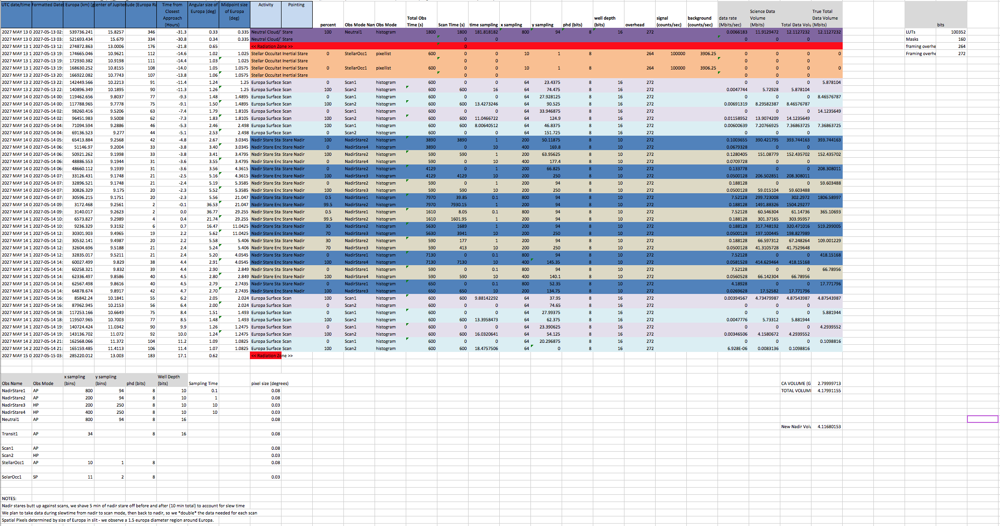 UTC date/time Formatted Datet Europa (km) (g center of Jupiter tude (Europa Ra Time from Closest Approach (Hours) Angular size of Europa (deg) Midpoint size of Europa (deg) Activity Pointing percent Obs Mode Nan Obs Mode Total Obs Time (s) Scan Time (s) time sampling x sampling y sampling phd (bits) well depth (bits) overhead signal (counts/sec) background (counts/sec) data rate (Mbits/sec) Science Data Volume (Mbits) Total Data Volu True Total Data Volume (Mbits) bits
2027 MAY 13 0 2027-05-13 02: 539736.241 15.8257 346 -31.3 0.33 0.335 Neutral Cloud/ Stare 100 Neutral1 histogram 1800 1800 181.818182 800 94 8 16 272 0.0066183 11.9129472 12.1127232 12.1127232 LUTs 100352
2027 MAY 13 0 2027-05-13 03: 521693.434 15.679 334 -30.8 0.34 0.335 Neutral Cloud/ Stare 0 0 0 0 0 Masks 160
2027 MAY 13 1 2027-05-13 12: 274872.863 13.0006 176 -21.8 0.65 << Radiation Zone >> 0 framing overhe 264
2027 MAY 13 1 2027-05-13 19: 174665.046 10.9621 112 -14.6 1.02 1.025 Stellar Occultat Inertial Stare 0 StellarOcc1 pixellist 600 0 0 10 1 8 264 100000 3906.25 0 0 0 0 Framing overhe 272
2027 MAY 13 1 2027-05-13 19: 172930.382 10.9198 111 -14.4 1.03 1.025 Stellar Occultat Inertial Stare 0 0 0 0 0
2027 MAY 13 1 2027-05-13 19: 168630.252 10.8155 108 -14.0 1.05 1.0575 Stellar Occultat Inertial Stare 0 StellarOcc1 pixellist 600 0 0 10 1 8 264 100000 3906.25 0 0 0 0
2027 MAY 13 2 2027-05-13 20: 166922.082 10.7743 107 -13.8 1.06 1.0575 Stellar Occultat Inertial Stare 0 0 0 0 0
2027 MAY 13 2 2027-05-13 22: 142449.566 10.2213 91 -11.4 1.24 1.25 Europa Surface Scan 0 Scan1 histogram 600 0 0 64 23.4375 8 16 272 0 0 0 5.878104
2027 MAY 13 2 2027-05-13 22: 140896.349 10.1895 90 -11.3 1.26 1.25 Europa Surface Scan 100 Scan2 histogram 600 600 16 64 74.475 8 16 272 0.0047744 5.72928 5.878104
2027 MAY 14 0 2027-05-14 00: 119462.656 9.8037 77 -9.3 1.48 1.4895 Europa Surface Scan 0 Scan1 histogram 600 0 0 64 27.928125 8 16 272 0 0 0 8.46576787
2027 MAY 14 0 2027-05-14 00: 117788.965 9.7778 75 -9.1 1.50 1.4895 Europa Surface Scan 100 Scan2 histogram 600 600 13.4273246 64 90.525 8 16 272 0.00691319 8.29582387 8.46576787
2027 MAY 14 0 2027-05-14 02: 98260.416 9.5206 63 -7.4 1.79 1.8105 Europa Surface Scan 0 Scan1 histogram 600 0 0 64 33.946875 8 16 272 0 0 0 14.1235649
2027 MAY 14 0 2027-05-14 02: 96451.983 9.5008 62 -7.3 1.83 1.8105 Europa Surface Scan 100 Scan2 histogram 600 600 11.0466722 64 124.9 8 16 272 0.01158952 13.9074209 14.1235649
2027 MAY 14 0 2027-05-14 04: 71094.594 9.2886 46 -5.3 2.46 2.498 Europa Surface Scan 100 Scan1 histogram 600 600 8.00640512 64 46.8375 8 16 272 0.00600639 7.20766925 7.36863725 7.36863725
2027 MAY 14 0 2027-05-14 04: 69136.523 9.277 44 -5.1 2.53 2.498 Europa Surface Scan 0 Scan2 histogram 600 0 0 64 151.725 8 16 272 0 0 0
2027 MAY 14 0 2027-05-14 05: 65413.884 9.2568 42 -4.8 2.67 3.0345 Nadir Stare Sta Stare Nadir 100 NadirStare2 histogram 3890 3890 1 200 50.11875 8 10 272 0.1003655 390.421795 393.744163 393.744163
2027 MAY 14 0 2027-05-14 06: 51146.97 9.2004 33 -3.8 3.40 3.0345 Nadir Stare Enc Stare Nadir 0 NadirStare4 histogram 3890 0 10 400 169.8 8 10 272 0.0679328 0 0
2027 MAY 14 0 2027-05-14 06: 50921.262 9.1998 33 -3.8 3.41 3.4795 Nadir Stare Sta Stare Nadir 100 NadirStare2 histogram 590 590 1 200 63.95625 8 10 272 0.1280405 151.08779 152.435702 152.435702
2027 MAY 14 0 2027-05-14 06: 48886.553 9.1944 31 -3.6 3.55 3.4795 Nadir Stare Enc Stare Nadir 0 NadirStare4 histogram 590 0 10 400 177.4 8 10 272 0.0709728 0 0
2027 MAY 14 0 2027-05-14 06: 48660.112 9.1939 31 -3.6 3.56 4.3615 Nadir Stare Sta Stare Nadir 0 NadirStare2 histogram 4129 0 1 200 66.825 8 10 272 0.133778 0 0 208.308011
2027 MAY 14 0 2027-05-14 07: 33126.431 9.1748 21 -2.5 5.16 4.3615 Nadir Stare Enc Stare Nadir 100 NadirStare3 histogram 4129 4129 10 200 250 8 10 272 0.0500128 206.502851 208.308011
2027 MAY 14 0 2027-05-14 07: 32896.521 9.1748 21 -2.4 5.19 5.3585 Nadir Stare Sta Stare Nadir 0 NadirStare2 histogram 590 0 1 200 94 8 10 272 0.188128 0 0 59.603488
2027 MAY 14 0 2027-05-14 07: 30826.329 9.175 20 -2.3 5.52 5.3585 Nadir Stare Enc Stare Nadir 100 NadirStare3 histogram 590 590 10 200 250 8 10 272 0.0500128 59.015104 59.603488
2027 MAY 14 0 2027-05-14 07: 30596.215 9.1751 20 -2.3 5.56 21.047 Nadir Stare Sta Stare Nadir 0.5 NadirStare1 histogram 7970 39.85 0.1 800 94 8 10 272 7.52128 299.723008 302.2972 1806.58997
2027 MAY 14 0 2027-05-14 09: 3172.468 9.2561 2 -0.1 36.53 21.047 Nadir Stare Enc Stare Nadir 99.5 NadirStare2 histogram 7970 7930.15 1 200 94 8 10 272 0.188128 1491.88326 1504.29277
2027 MAY 14 0 2027-05-14 09: 3140.017 9.2623 2 0.0 36.77 29.255 Nadir Stare Sta Stare Nadir 0.5 NadirStare1 histogram 1610 8.05 0.1 800 94 8 10 272 7.52128 60.546304 61.14736 365.10693
2027 MAY 14 1 2027-05-14 10: 6573.827 9.2989 4 0.4 21.74 29.255 Nadir Stare Enc Stare Nadir 99.5 NadirStare2 histogram 1610 1601.95 1 200 94 8 10 272 0.188128 301.37165 303.95957
2027 MAY 14 1 2027-05-14 10: 9236.329 9.3192 6 0.7 16.47 11.0425 Nadir Stare Sta Stare Nadir 30 NadirStare2 histogram 5630 1689 1 200 94 8 10 272 0.188128 317.748192 320.471016 519.299005
2027 MAY 14 1 2027-05-14 12: 30301.903 9.4965 19 2.2 5.62 11.0425 Nadir Stare Enc Stare Nadir 70 NadirStare3 histogram 5630 3941 10 200 250 8 10 272 0.0500128 197.100445 198.827989
2027 MAY 14 1 2027-05-14 12: 30532.141 9.4987 20 2.2 5.58 5.406 Nadir Stare Sta Stare Nadir 30 NadirStare2 histogram 590 177 1 200 94 8 10 272 0.188128 66.597312 67.248264 109.001229
2027 MAY 14 1 2027-05-14 12: 32604.696 9.5188 21 2.4 5.24 5.406 Nadir Stare Enc Stare Nadir 70 NadirStare3 histogram 590 413 10 200 250 8 10 272 0.0500128 41.3105728 41.7529648
2027 MAY 14 1 2027-05-14 12: 32835.017 9.5211 21 2.4 5.20 4.0545 Nadir Stare Sta Stare Nadir 0 NadirStare1 histogram 7130 0 0.1 800 94 8 10 272 7.52128 0 0 418.15168
2027 MAY 14 1 2027-05-14 14: 60027.499 9.829 38 4.4 2.91 4.0545 Nadir Stare Enc Stare Nadir 100 NadirStare4 histogram 7130 7130 10 400 145.35 8 10 272 0.0581528 414.629464 418.15168
2027 MAY 14 1 2027-05-14 14: 60258.321 9.832 39 4.4 2.90 2.849 Nadir Stare Sta Stare Nadir 0 NadirStare1 histogram 590 0 0.1 800 94 8 10 272 7.52128 0 0 66.78956
2027 MAY 14 1 2027-05-14 14: 62336.497 9.8586 40 4.5 2.80 2.849 Nadir Stare Enc Stare Nadir 100 NadirStare4 histogram 590 590 10 400 140.1 8 10 272 0.0560528 66.142304 66.78956
2027 MAY 14 1 2027-05-14 14: 62567.498 9.8616 40 4.5 2.79 2.7435 Nadir Stare Sta Stare Nadir 0 NadirStare1 histogram 650 0 0.1 800 52.35 8 10 272 4.18928 0 0 17.771796
2027 MAY 14 1 2027-05-14 14: 64878.674 9.8917 42 4.7 2.70 2.7435 Nadir Stare Enc Stare Nadir 100 NadirStare3 histogram 650 650 10 200 134.75 8 10 272 0.0269628 17.52582 17.771796
2027 MAY 14 1 2027-05-14 16: 85842.24 10.1841 55 6.2 2.05 2.024 Europa Surface Scan 100 Scan1 histogram 600 600 9.88142292 64 37.95 8 16 272 0.00394567 4.73479987 4.87543987 4.87543987
2027 MAY 14 1 2027-05-14 16: 87962.945 10.2153 56 6.4 2.00 2.024 Europa Surface Scan 0 Scan2 histogram 600 0 0 64 74.65 8 16 272 0 0 0
2027 MAY 14 1 2027-05-14 18: 117253.166 10.6649 75 8.4 1.51 1.493 Europa Surface Scan 0 Scan1 histogram 600 0 0 64 27.99375 8 16 272 0 0 0 5.881944
2027 MAY 14 1 2027-05-14 18: 119507.965 10.7003 77 8.5 1.48 1.493 Europa Surface Scan 100 Scan2 histogram 600 600 13.3958473 64 62.375 8 16 272 0.0047776 5.73312 5.881944
2027 MAY 14 1 2027-05-14 19: 140724.424 11.0342 90 9.9 1.26 1.2475 Europa Surface Scan 0 Scan1 histogram 600 0 0 64 23.390625 8 16 272 0 0 0 4.2939552
2027 MAY 14 1 2027-05-14 19: 143136.702 11.072 92 10.0 1.24 1.2475 Europa Surface Scan 100 Scan2 histogram 600 600 16.0320641 64 54.125 8 16 272 0.00346506 4.1580672 4.2939552
2027 MAY 14 2 2027-05-14 21: 162568.066 11.372 104 11.2 1.09 1.0825 Europa Surface Scan 0 Scan1 histogram 600 0 0 64 20.296875 8 16 272 0 0 0 0.1098816
2027 MAY 14 2 2027-05-14 21: 165159.485 11.4113 106 11.4 1.07 1.0825 Europa Surface Scan 100 Scan2 histogram 600 600 18.4757506 64 0 8 16 272 6.928E-06 0.0083136 0.1098816
2027 MAY 15 0 2027-05-15 03: 285220.012 13.003 183 17.1 0.62 << Radiation Zone >>
Obs Name Obs Mode x sampling (bins) y sampling (bins) phd (bits) Well Depth (bits) Sampling Time pixel size (degrees) CA VOLUME (G 2.79999713
NadirStare1 AP 800 94 8 10 0.1 0.08 TOTAL VOLUMI 4.17991155
NadirStare2 AP 200 94 8 10 1 0.08
NadirStare3 HP 200 250 8 10 10 0.03
NadirStare4 HP 400 250 8 10 10 0.03
Neutral1 AP 800 94 8 16 0.08
New Nadir Volu 4.11680153
Transit1 AP 34 8 16 0.08
Scan1 AP 0.08
Scan2 HP 0.03
StellarOcc1 AP 10 1 8 0.08
SolarOcc1 SP 11 2 8 0.03
NOTES:
Nadir stares butt up against scans, we shave 5 min of nadir stare off before and after (10 min total) to account for slew time
We plan to take data during slewtime from nadir to scan mode, then back to nadir, so we *double* the data needed for each scan
Spatial Pixels determined by size of Europa in slit - we observe a 1.5 europa diameter region around Europa.